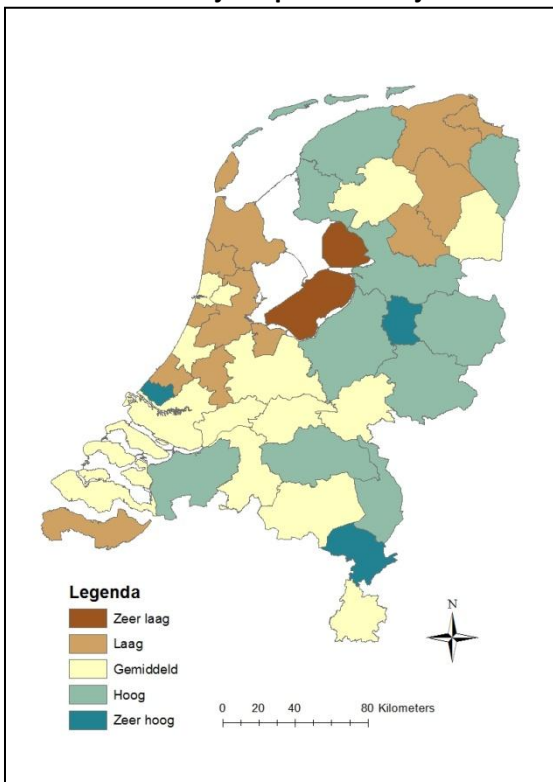 Legenda
Zeer laag
Laag
Gemiddeld
Hoog
Zeer hoog
N
0 20 40 80 Kilometers